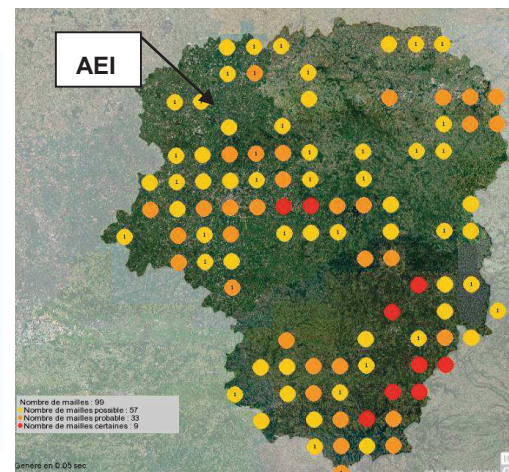 AEI
Nombre de mailles : 99
Nombre de mailles possible : 57
Nombre de mailles probable : 33
Nombre de mailles certaines : 9
Généré en 0.05 sec